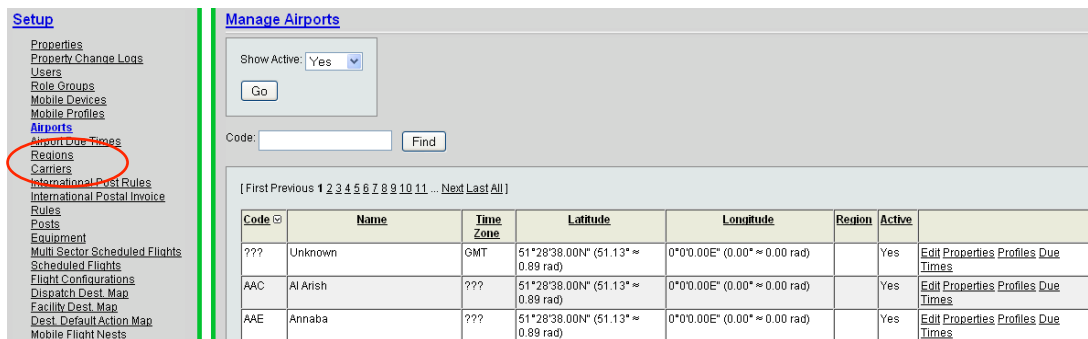 Setup
Properties
Property Change Logs
Users
Role Groups
Mobile Devices
Mobile Profiles
Airports
Airport Due Times
Regions
Carriers
International Post Rules
International Postal Invoice
Rules
Posts
Equipment
Multi Sector Scheduled Flights
Scheduled Flights
Flight Configurations
Dispatch Dest. Map
Facility Dest. Map
Dest. Default Action Map
Mobile Flight Nests
Manage Airports
Show Active: Yes
Go
Code: Find
[ First Previous 1 2 3 4 5 6 7 8 9 10 11 ... Next Last All ]
Code Name Time Zone Latitude Longitude Region Active
??? Unknown GMT 51°28'38.00N" (51.13° ≈ 0.89 rad) 0°0'0.00E" (0.00° ≈ 0.00 rad) Yes Edit Properties Profiles Due Times
AAC Al Arish ??? 51°28'38.00N" (51.13° ≈ 0.89 rad) 0°0'0.00E" (0.00° ≈ 0.00 rad) Yes Edit Properties Profiles Due Times
AAE Annaba ??? 51°28'38.00N" (51.13° ≈ 0.89 rad) 0°0'0.00E" (0.00° ≈ 0.00 rad) Yes Edit Properties Profiles Due Times